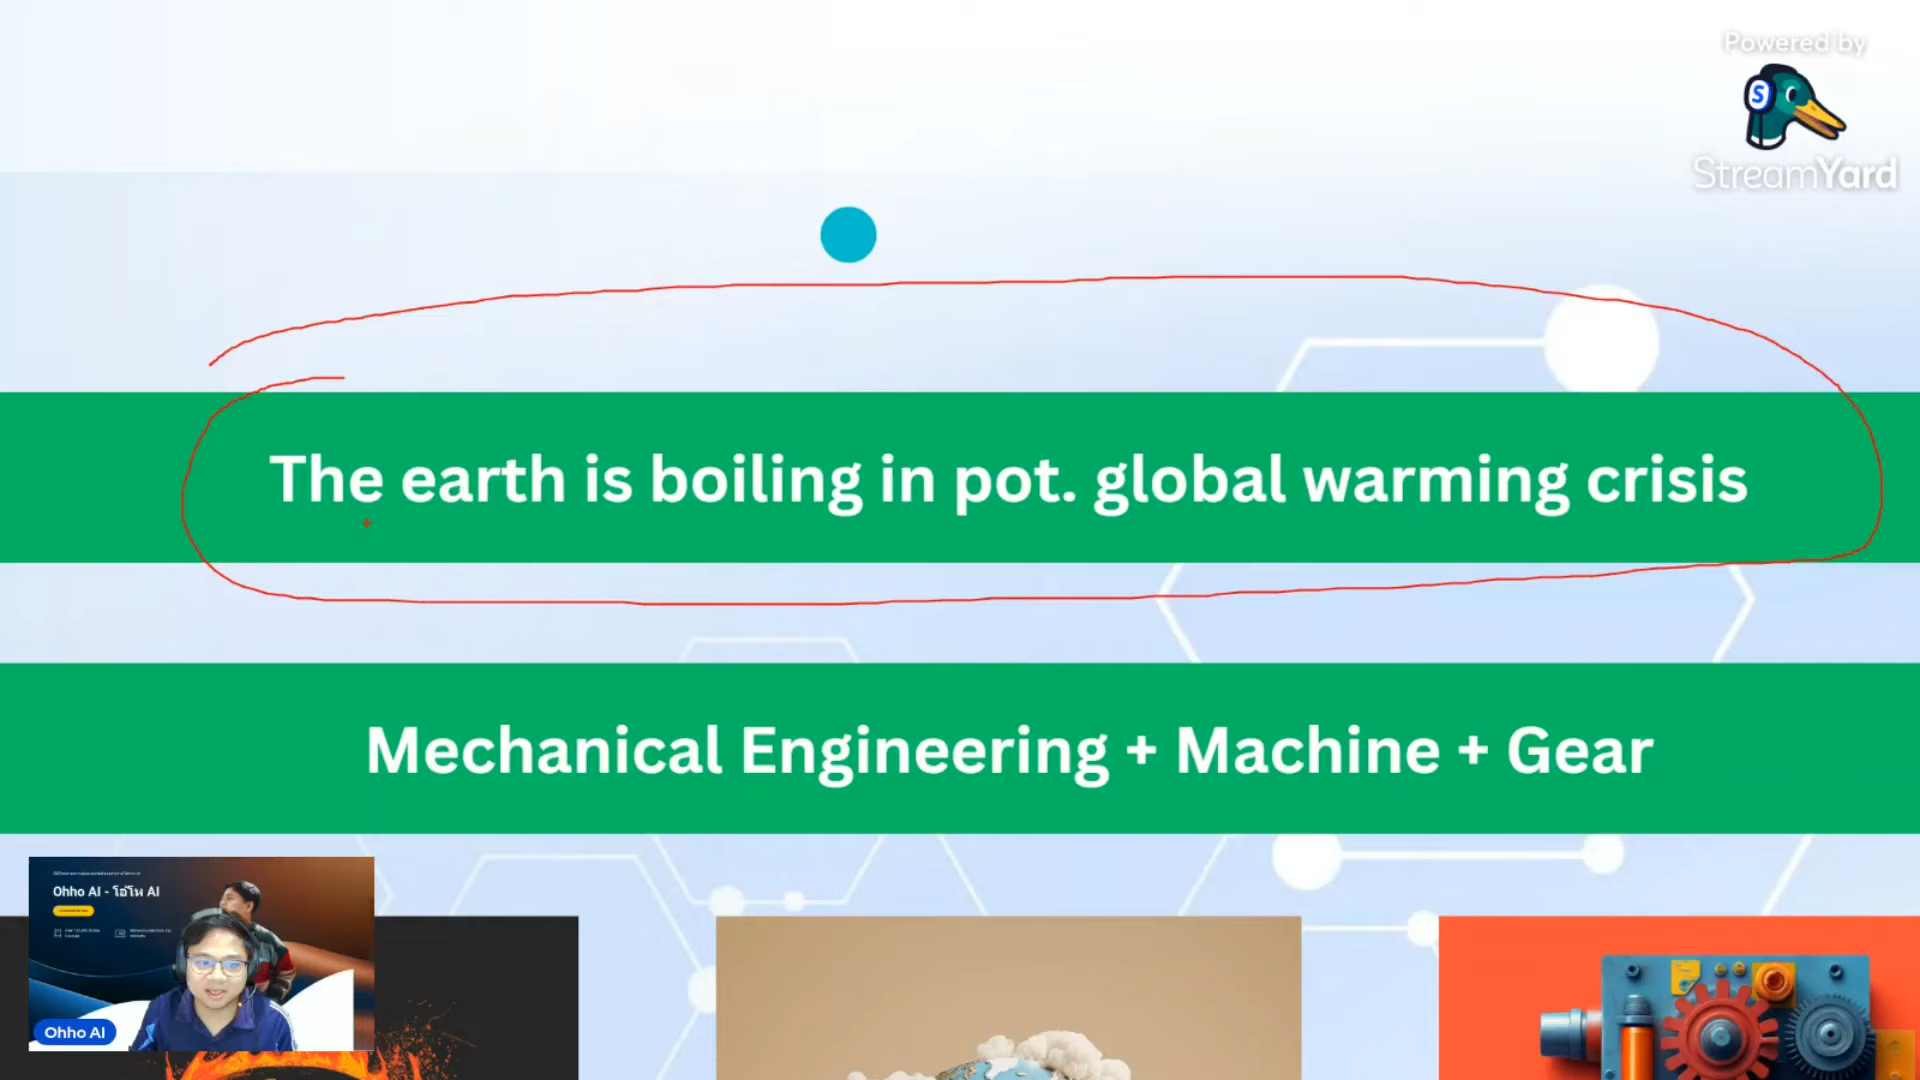 Powered by
StreamYard
The earth is boiling in pot. global warming crisis
Mechanical Engineering + Machine + Gear
Ohho AI - โอ้โห AI
Ohho AI